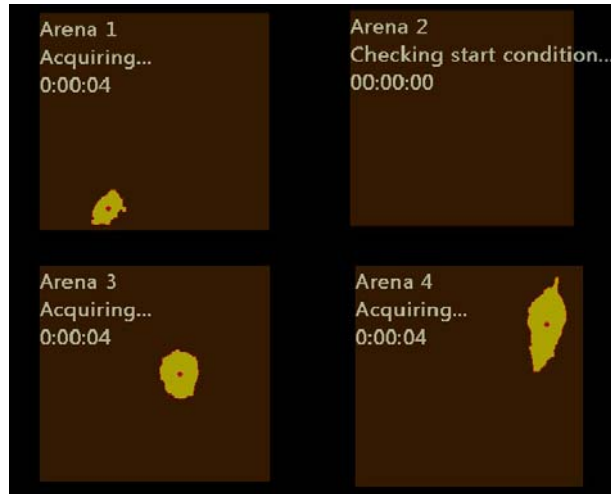 Arena 1
Acquiring...
0:00:04
Arena 2
Checking start condition...
00:00:00
Arena 3
Acquiring...
0:00:04
Arena 4
Acquiring...
0:00:04